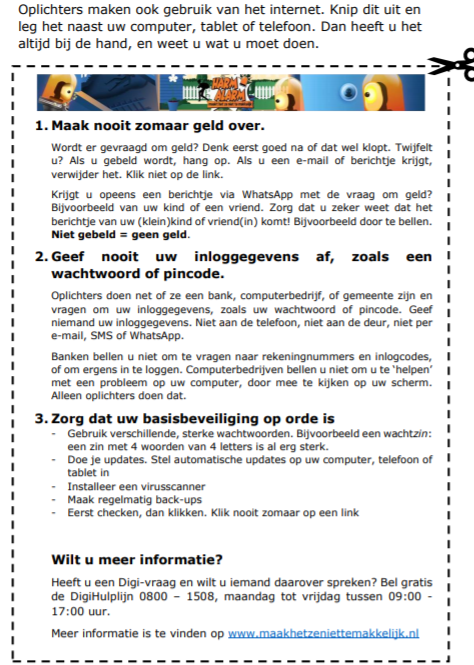 Oplichters maken ook gebruik van het internet. Knip dit uit en
leg het naast uw computer, tablet of telefoon. Dan heeft u het
altijd bij de hand, en weet u wat u moet doen.
HARM
ALARM
1. Maak nooit zomaar geld over.
Wordt er gevraagd om geld? Denk eerst goed na of dat wel klopt. Twijfelt
u? Als u gebeld wordt, hang op. Als u een e-mail of berichtje krijgt,
verwijder het. Klik niet op de link.
Krijgt u opeens een berichtje via WhatsApp met de vraag om geld?
Bijvoorbeeld van uw kind of een vriend. Zorg dat u zeker weet dat het
berichtje van uw (klein)kind of vriend(in) komt! Bijvoorbeeld door te bellen.
Niet gebeld = geen geld.
2. Geef nooit uw inloggegevens af, zoals een
wachtwoord of pincode.
Oplichters doen net of ze een bank, computerbedrijf, of gemeente zijn en
vragen om uw inloggegevens, zoals uw wachtwoord of pincode. Geef
niemand uw inloggegevens. Niet aan de telefoon, niet aan de deur, niet per
e-mail, SMS of WhatsApp.
Banken bellen u niet om te vragen naar rekeningnummers en inlogcodes,
of om ergens in te loggen. Computerbedrijven bellen u niet om u te 'helpen'
met een probleem op uw computer, door mee te kijken op uw scherm.
Alleen oplichters doen dat.
3. Zorg dat uw basisbeveiliging op orde is
- Gebruik verschillende, sterke wachtwoorden. Bijvoorbeeld een wachtzin:
een zin met 4 woorden van 4 letters is al erg sterk.
- Doe je updates. Stel automatische updates op uw computer, telefoon of
tablet in
- Installeer een virusscanner
- Maak regelmatig back-ups
- Eerst checken, dan klikken. Klik nooit zomaar op een link
Wilt u meer informatie?
Heeft u een Digi-vraag en wilt u iemand daarover spreken? Bel gratis
de DigiHulplijn 0800 – 1508, maandag tot vrijdag tussen 09:00 -
17:00 uur.
Meer informatie is te vinden op www.maakhetzeniettemakkelijk.nl